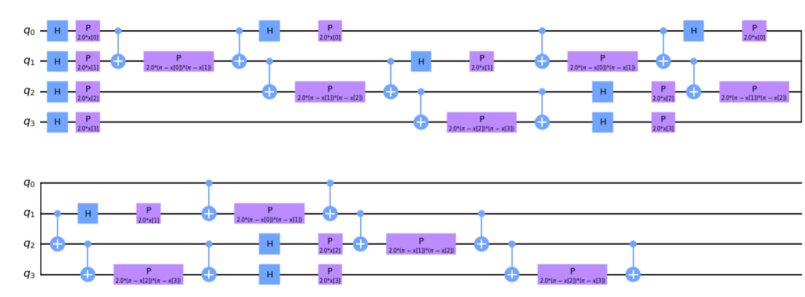 q₀ H P H P H P
2.0*x[0] 2.0*x[0] 2.0*x[0]
q₁ H P P H P P
2.0*x[1] 2.0*(π − x[0])*(π − x[1]) 2.0*x[1] 2.0*(π − x[0])*(π − x[1])
q₂ H P P H P P
2.0*x[2] 2.0*(π − x[1])*(π − x[2]) 2.0*x[2] 2.0*(π − x[1])*(π − x[2])
q₃ H P P H P
2.0*x[3] 2.0*(π − x[2])*(π − x[3]) 2.0*x[3]
q₀
q₁ H P P
2.0*x[1] 2.0*(π − x[0])*(π − x[1])
q₂ H P P
2.0*x[2] 2.0*(π − x[1])*(π − x[2])
q₃ P H P P
2.0*(π − x[2])*(π − x[3]) 2.0*x[3] 2.0*(π − x[2])*(π − x[3])